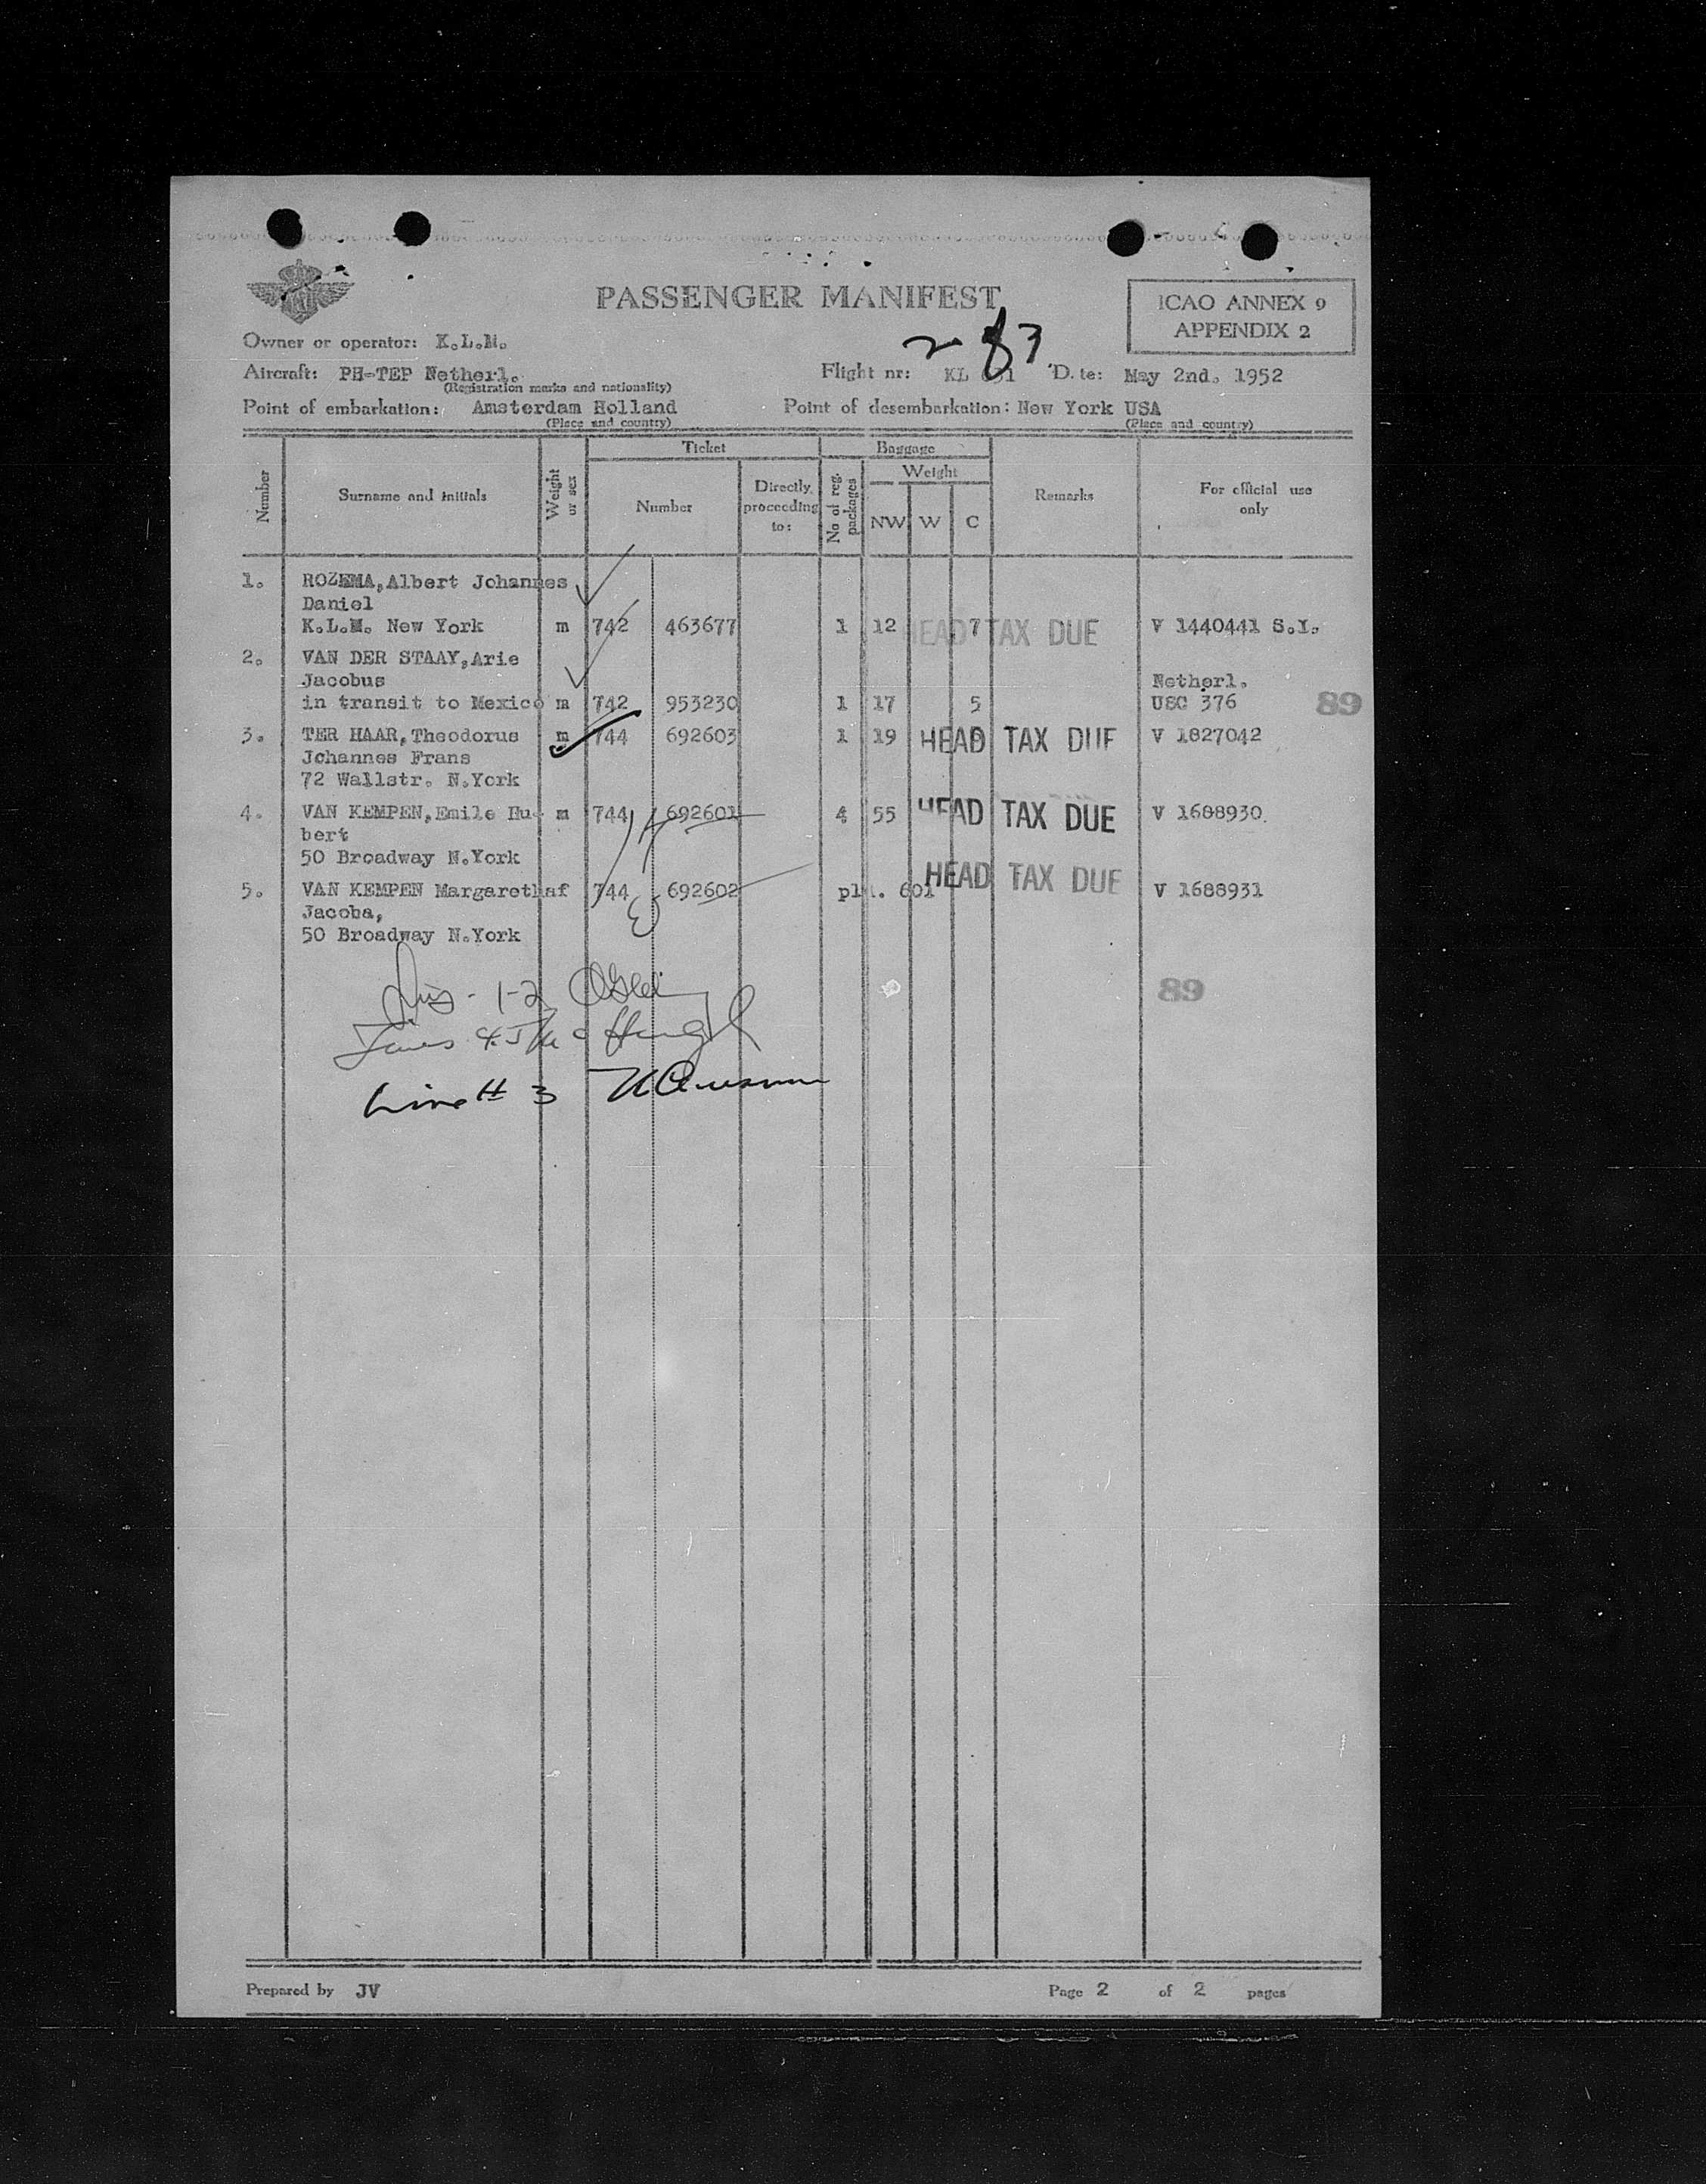 PASSENGER MANIFEST
ICAO ANNEX 9
APPENDIX 2
Owner or operator: K.L.M.
283
Aircraft: PH-TEP Netherl.
(Registration marks and nationality)
Flight nr: KL D.te: May 2nd. 1952
Point of embarkation: Amsterdam Holland
(Place and country)
Point of desembarkation: New York USA
(Place and country)
Number
Surname and initials
Weight or sex
Ticket
Number
Directly proceeding to:
Baggage
No of reg. packages
Weight
NW W C
Remarks
For official use only
1. ROZEMA,Albert Johannes
Daniel
K.L.M. New York m 742 463677 1 12 7 HEAD TAX DUE V 1440441 S.I.
2. VAN DER STAAY,Arie
Jacobus Netherl.
in transit to Mexico m 742 953230 1 17 5 USC 376 89
3. TER HAAR,Theodorus m 744 692603 1 19 HEAD TAX DUE V 1827042
Johannes Frans
72 Wallstr. N.York
4. VAN KEMPEN,Emile Hu- m 744 692601 4 55 HEAD TAX DUE V 1688930
bert
50 Broadway N.York
HEAD TAX DUE
5. VAN KEMPEN Margarethaf 744 692602 601 V 1688931
Jacoba,
50 Broadway N.York
89
1-2
Line # 3
Prepared by JV
Page 2 of 2 pages